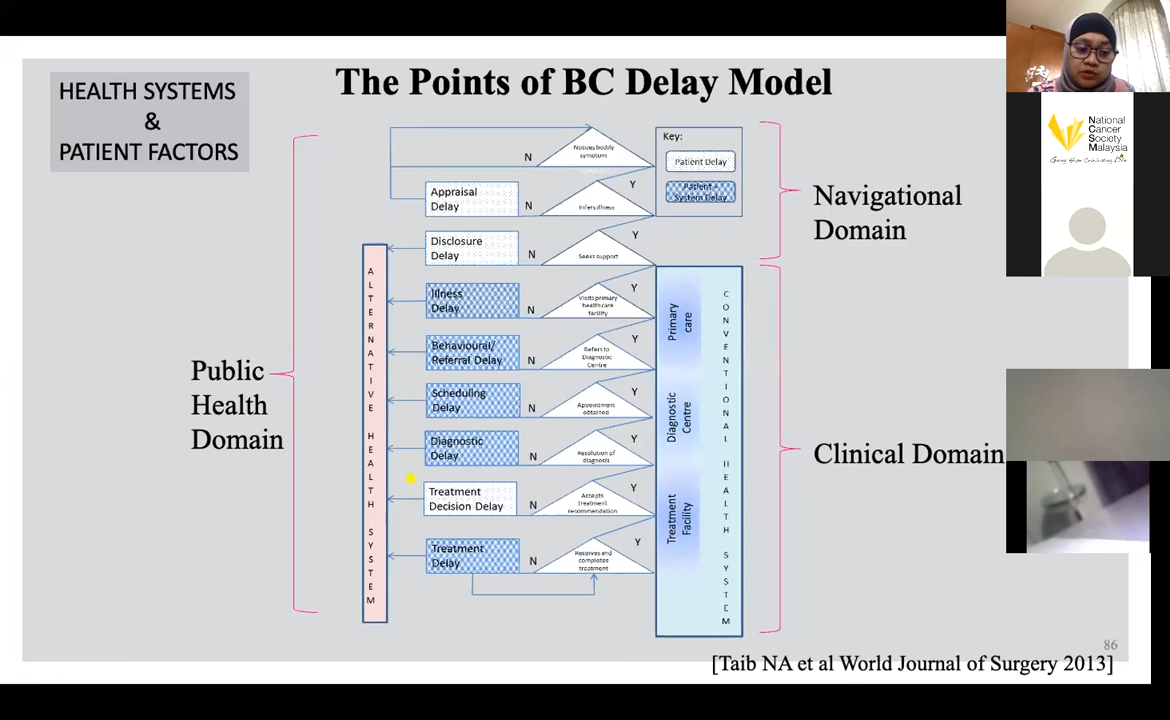 HEALTH SYSTEMS
&
PATIENT FACTORS
The Points of BC Delay Model
Key:
Patient Delay
Patient +
System Delay
Notices bodily
symptom
N
Y
Appraisal
Delay
N
Infers illness
Y
Disclosure
Delay
N
Seeks support
Y
Illness
Delay
N
Visits primary
health care
facility
Y
Behavioural/
Referral Delay
N
Refers to
Diagnostic
Centre
Y
Scheduling
Delay
N
Appointment
obtained
Y
Diagnostic
Delay
N
Resolution of
diagnosis
Y
Treatment
Decision Delay
N
Accepts
treatment
recommendation
Y
Treatment
Delay
N
Receives and
completes
treatment
ALTERNATIVE HEALTH SYSTEM
Primary
care
Diagnostic
Centre
Treatment
Facility
CONVENTIONAL HEALTH SYSTEM
Public
Health
Domain
Navigational
Domain
Clinical Domain
86
[Taib NA et al World Journal of Surgery 2013]
National
Cancer
Society
Malaysia